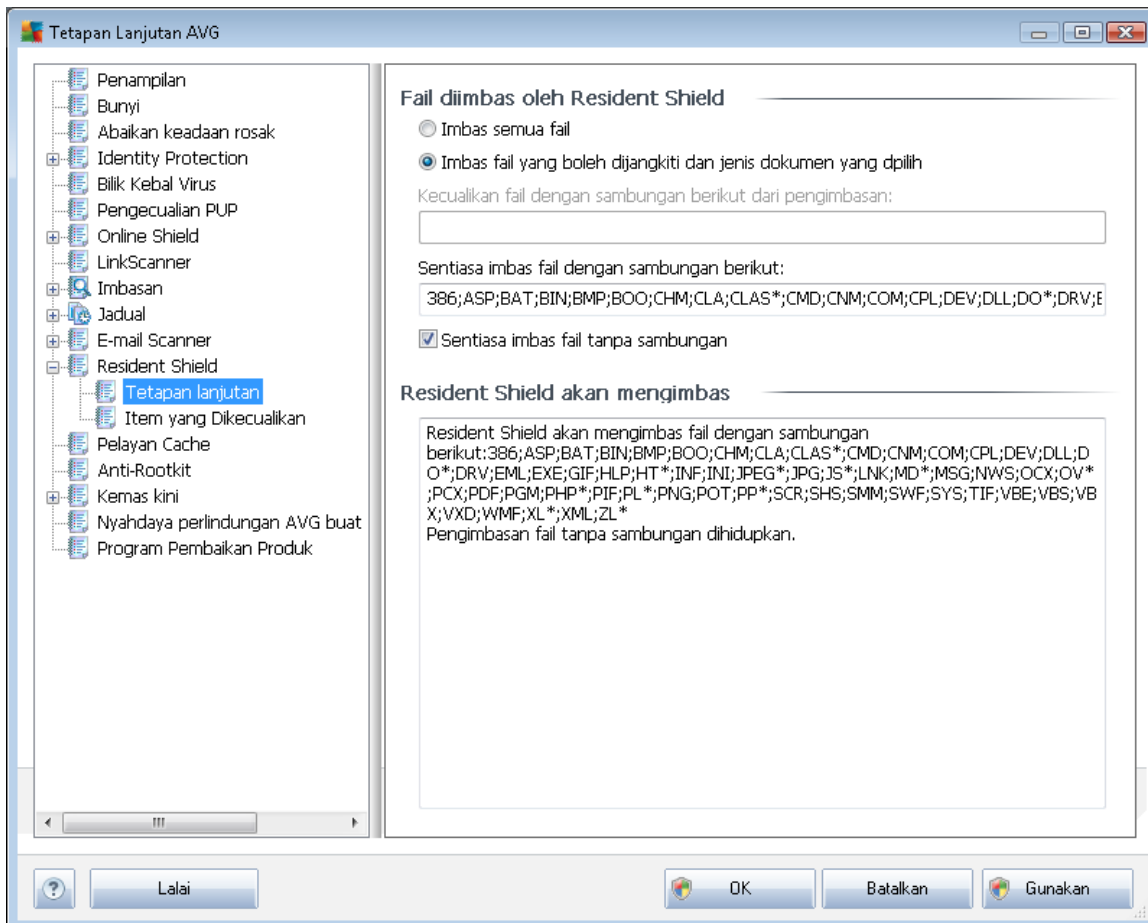 Tetapan Lanjutan AVG
Penampilan
Bunyi
Abaikan keadaan rosak
Identity Protection
Bilik Kebal Virus
Pengecualian PUP
Online Shield
LinkScanner
Imbasan
Jadual
E-mail Scanner
Resident Shield
Tetapan lanjutan
Item yang Dikecualikan
Pelayan Cache
Anti-Rootkit
Kemas kini
Nyahdaya perlindungan AVG buat
Program Pembaikan Produk
Fail diimbas oleh Resident Shield
Imbas semua fail
Imbas fail yang boleh dijangkiti dan jenis dokumen yang dpilih
Kecualikan fail dengan sambungan berikut dari pengimbasan:
Sentiasa imbas fail dengan sambungan berikut:
386;ASP;BAT;BIN;BMP;BOO;CHM;CLA;CLAS*;CMD;CNM;COM;CPL;DEV;DLL;DO*;DRV;E
Sentiasa imbas fail tanpa sambungan
Resident Shield akan mengimbas
Resident Shield akan mengimbas fail dengan sambungan
berikut:386;ASP;BAT;BIN;BMP;BOO;CHM;CLA;CLAS*;CMD;CNM;COM;CPL;DEV;DLL;D
O*;DRV;EML;EXE;GIF;HLP;HT*;INF;INI;JPEG*;JPG;JS*;LNK;MD*;MSG;NWS;OCX;OV*
;PCX;PDF;PGM;PHP*;PIF;PL*;PNG;POT;PP*;SCR;SHS;SMM;SWF;SYS;TIF;VBE;VBS;VB
X;VXD;WMF;XL*;XML;ZL*
Pengimbasan fail tanpa sambungan dihidupkan.
?
Lalai
OK
Batalkan
Gunakan